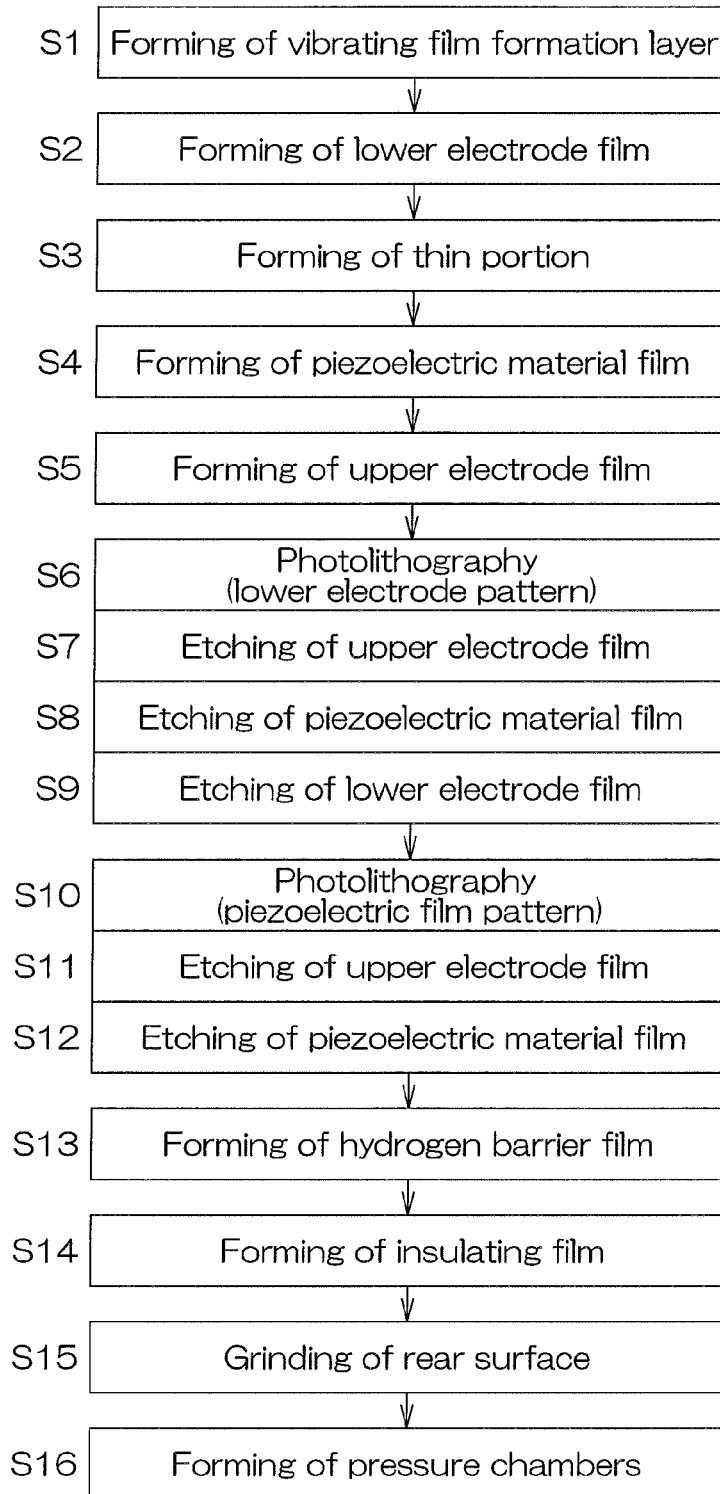 S1 Forming of vibrating film formation layer
S2 Forming of lower electrode film
S3 Forming of thin portion
S4 Forming of piezoelectric material film
S5 Forming of upper electrode film
S6 Photolithography
(lower electrode pattern)
S7 Etching of upper electrode film
S8 Etching of piezoelectric material film
S9 Etching of lower electrode film
S10 Photolithography
(piezoelectric film pattern)
S11 Etching of upper electrode film
S12 Etching of piezoelectric material film
S13 Forming of hydrogen barrier film
S14 Forming of insulating film
S15 Grinding of rear surface
S16 Forming of pressure chambers